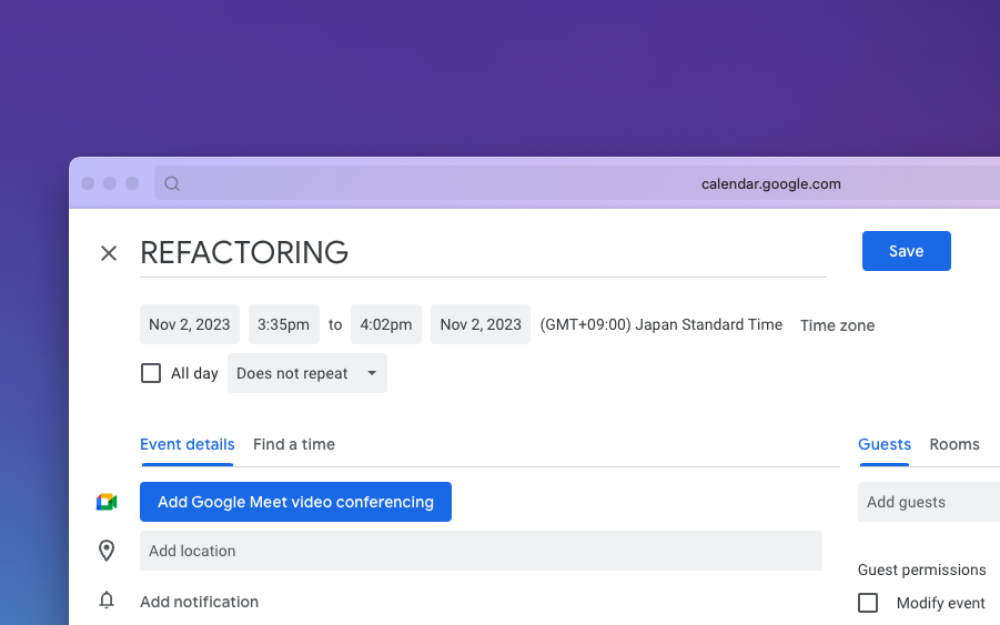 calendar.google.com
REFACTORING
Save
Nov 2, 2023 3:35pm to 4:02pm Nov 2, 2023 (GMT+09:00) Japan Standard Time Time zone
All day Does not repeat
Event details Find a time
Guests Rooms
Add Google Meet video conferencing
Add guests
Add location
Guest permissions
Add notification
Modify event